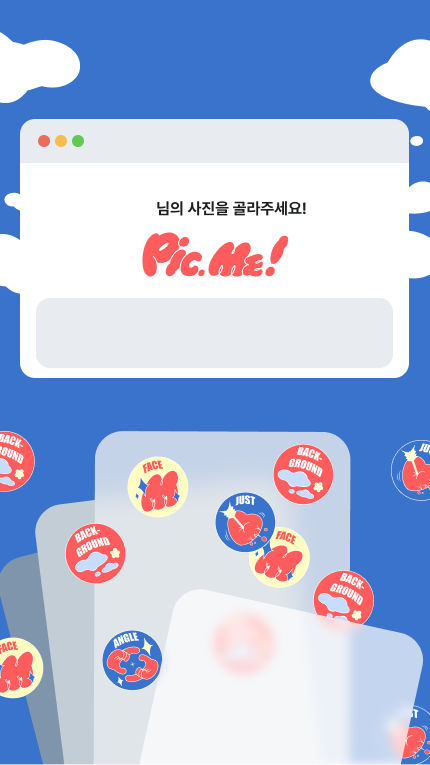 님의 사진을 골라주세요!
Pic.Me!
BACK-
GROUND
FACE
BACK-
GROUND
JUST
JUST
BACK-
GROUND
FACE
BACK-
GROUND
FACE
ANGLE